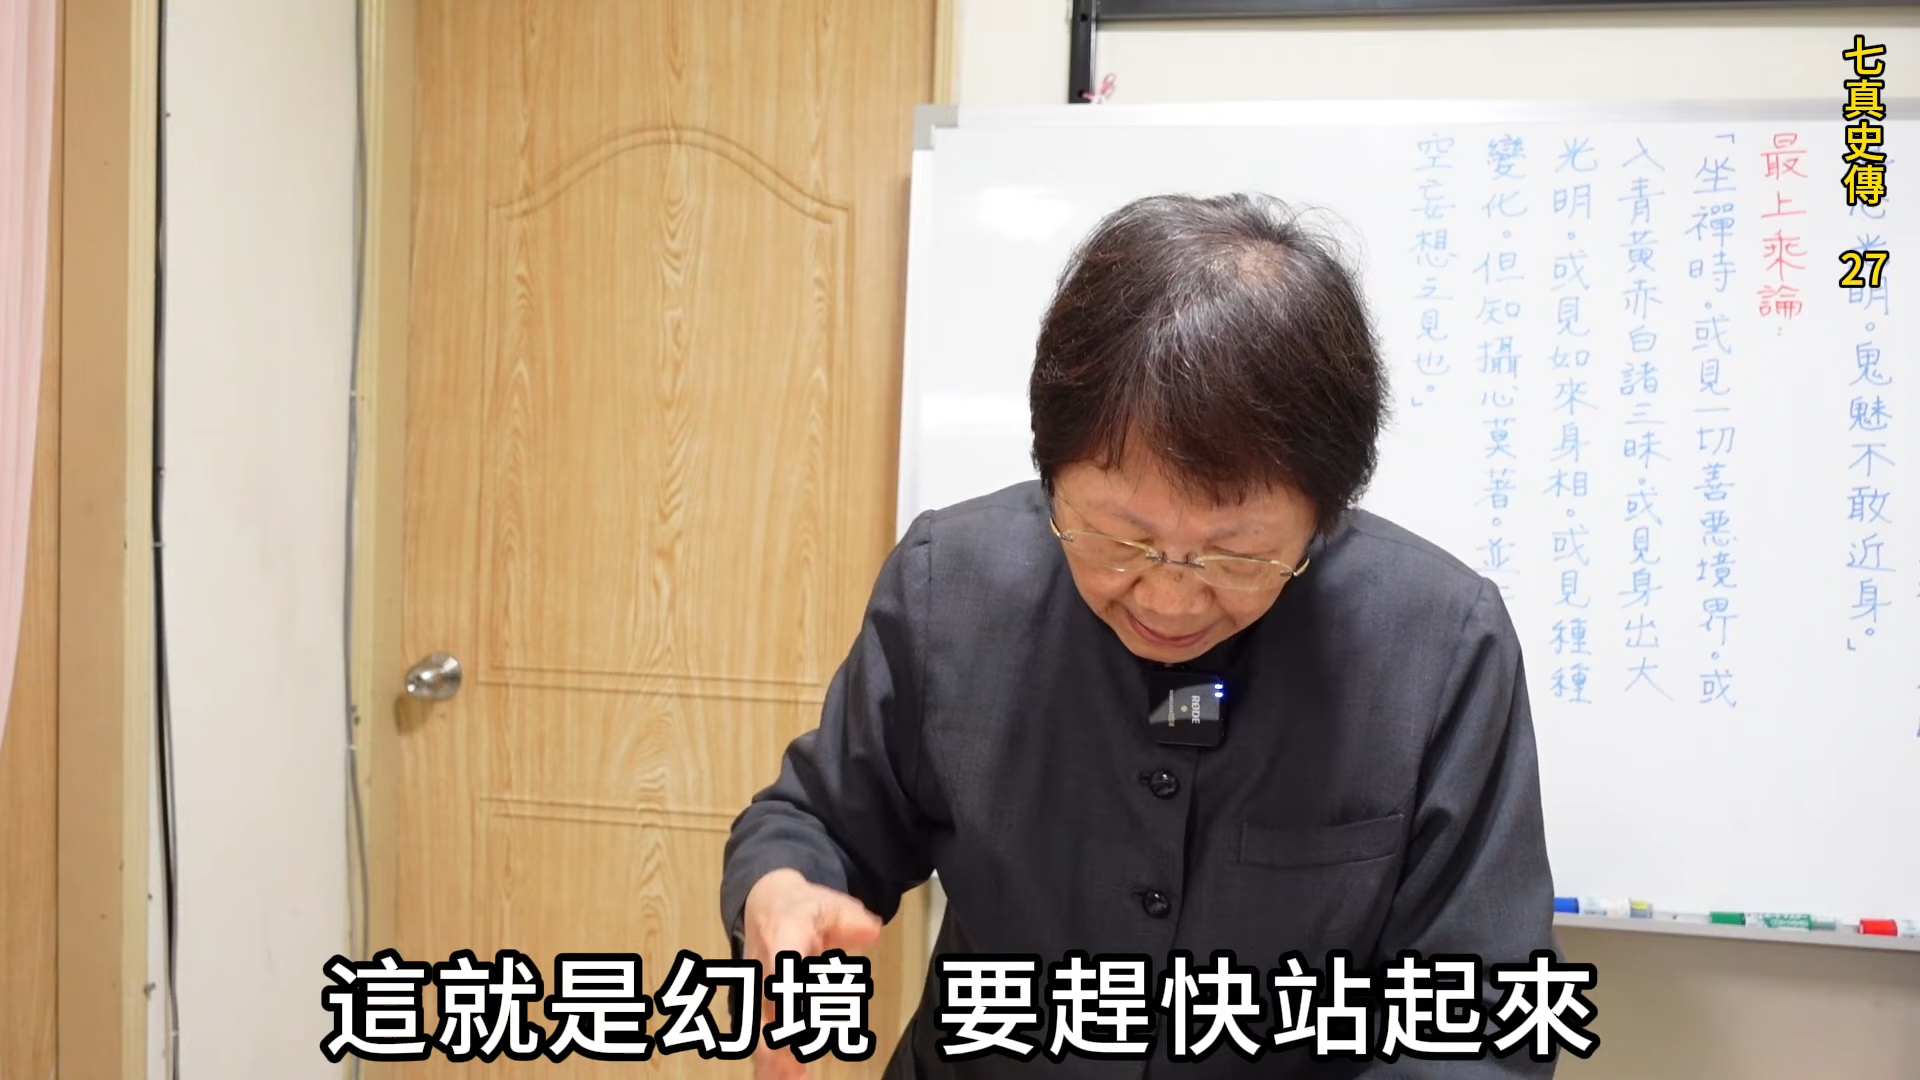 七真史傳 27
明。鬼魅不敢近身。」
最上乘論：
「坐禪時。或見一切善惡境界。或
入青黃赤白諸三昧。或見身出大
光明。或見如來身相。或見種種
變化。但知攝心莫著。並
空妄想之見也。」
RØDE
這就是幻境 要趕快站起來